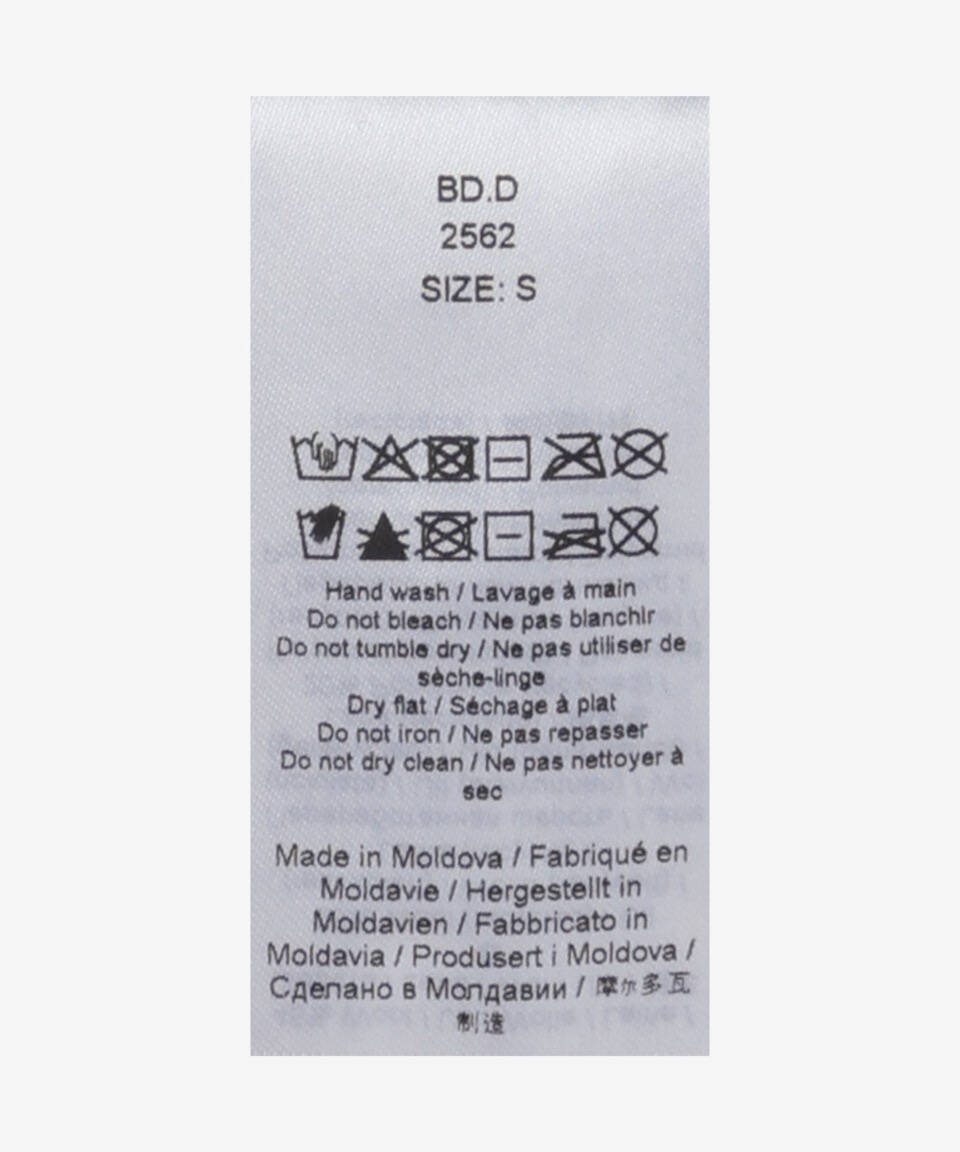 BD.D
2562
SIZE: S
Hand wash / Lavage à main
Do not bleach / Ne pas blanchir
Do not tumble dry / Ne pas utiliser de
sèche-linge
Dry flat / Séchage à plat
Do not iron / Ne pas repasser
Do not dry clean / Ne pas nettoyer à
sec
Made in Moldova / Fabriqué en
Moldavie / Hergestellt in
Moldavien / Fabbricato in
Moldavia / Produsert i Moldova /
Сделано в Молдавии / 摩尔多瓦
制造